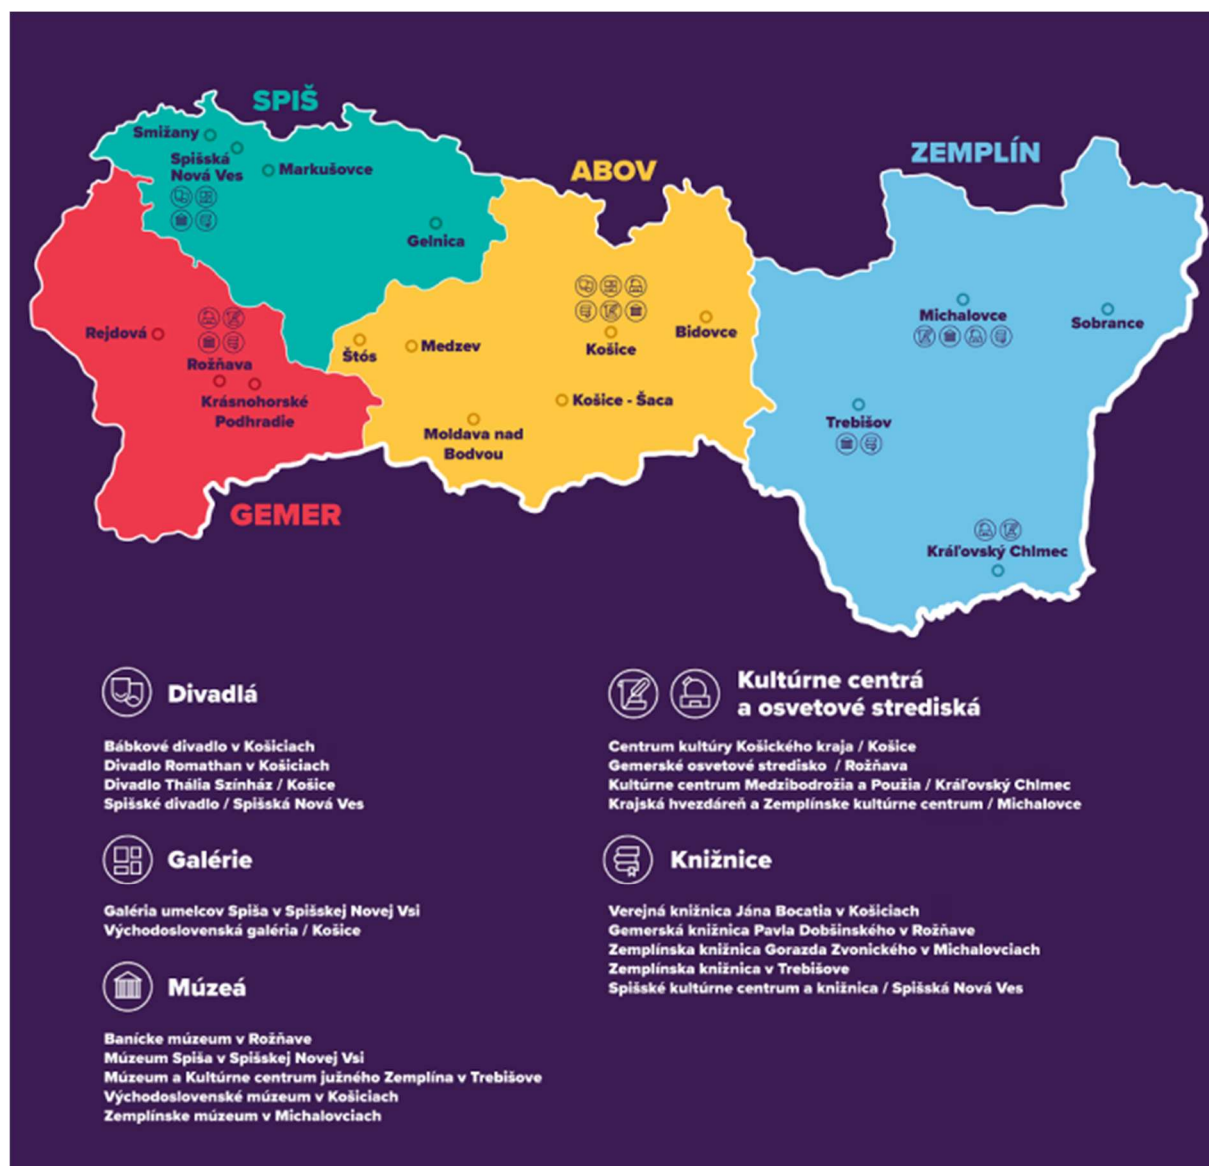 SPIŠ
Smižany
Spišská
Nová Ves
Markušovce
Gelnica
ABOV
ZEMPLÍN
Rejdová
Rožňava
Krásnohorské
Podhradie
GEMER
Štós
Medzev
Košice
Bidovce
Košice - Šaca
Moldava nad
Bodvou
Michalovce
Sobrance
Trebišov
Kráľovský Chlmec
Divadlá
Bábkové divadlo v Košiciach
Divadlo Romathan v Košiciach
Divadlo Thália Színház / Košice
Spišské divadlo / Spišská Nová Ves
Galérie
Galéria umelcov Spiša v Spišskej Novej Vsi
Východoslovenská galéria / Košice
Múzeá
Banícke múzeum v Rožňave
Múzeum Spiša v Spišskej Novej Vsi
Múzeum a Kultúrne centrum južného Zemplína v Trebišove
Východoslovenské múzeum v Košiciach
Zemplínske múzeum v Michalovciach
Kultúrne centrá
a osvetové strediská
Centrum kultúry Košického kraja / Košice
Gemerské osvetové stredisko / Rožňava
Kultúrne centrum Medzibodrožia a Použia / Kráľovský Chlmec
Krajská hvezdáreň a Zemplínske kultúrne centrum / Michalovce
Knižnice
Verejná knižnica Jána Bocatia v Košiciach
Gemerská knižnica Pavla Dobšinského v Rožňave
Zemplínska knižnica Gorazda Zvonického v Michalovciach
Zemplínska knižnica v Trebišove
Spišské kultúrne centrum a knižnica / Spišská Nová Ves